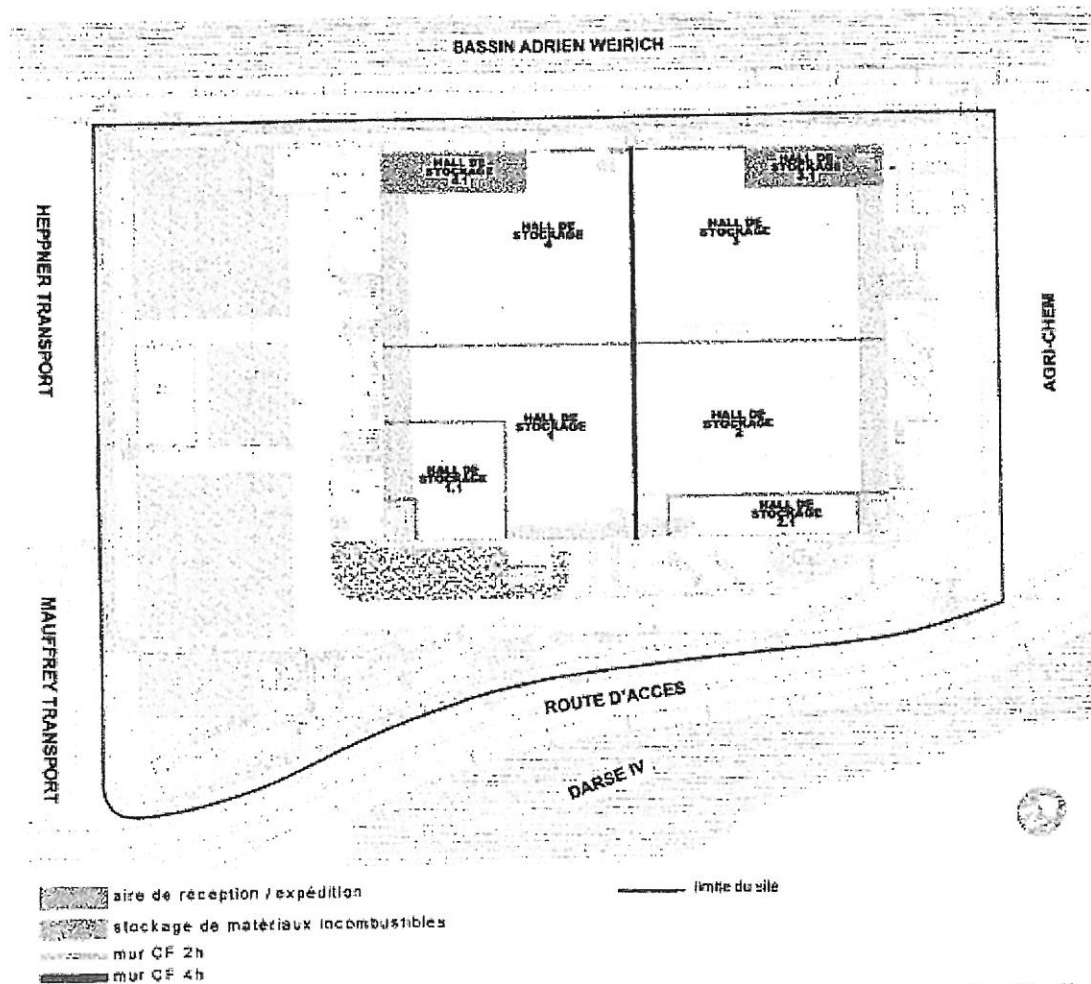 BASSIN ADRIEN WEIRICH
HALL DE
STOCKAGE
4.1
HALL DE
STOCKAGE
3.1
HALL DE
STOCKAGE
4
HALL DE
STOCKAGE
3
HEPPNER TRANSPORT
AGRI-CHEM
HALL DE
STOCKAGE
1
HALL DE
STOCKAGE
2
HALL DE
STOCKAGE
1.1
HALL DE
STOCKAGE
2.1
MAUFFREY TRANSPORT
ROUTE D'ACCES
DARSE IV
aire de réception / expédition
limite du site
stockage de matériaux incombustibles
mur CF 2h
mur CF 4h